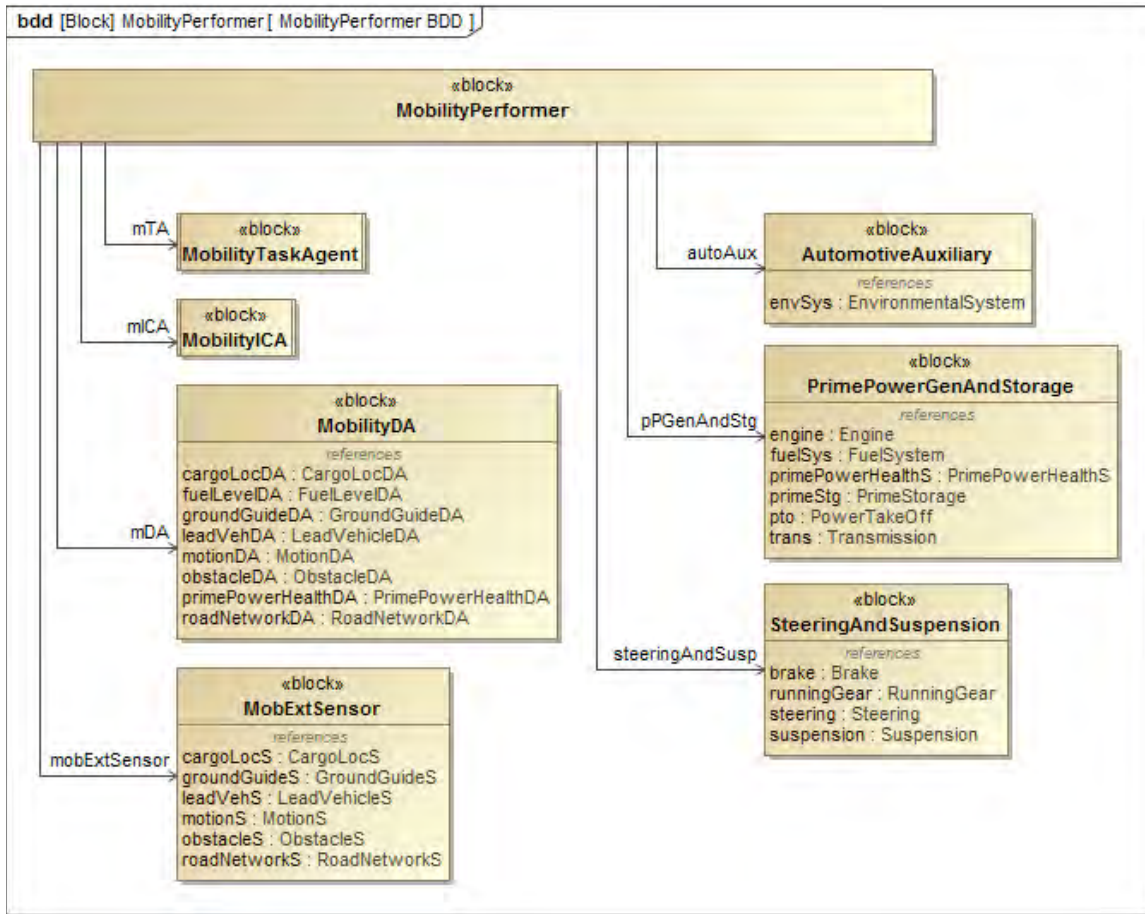 bdd [Block] MobilityPerformer[ MobilityPerformer BDD ]
«block»
MobilityPerformer
mTA
«block»
MobilityTaskAgent
mICA
«block»
MobilityICA
mDA
«block»
MobilityDA
references
cargoLocDA : CargoLocDA
fuelLevelDA : FuelLevelDA
groundGuideDA : GroundGuideDA
leadVehDA : LeadVehicleDA
motionDA : MotionDA
obstacleDA : ObstacleDA
primePowerHealthDA : PrimePowerHealthDA
roadNetworkDA : RoadNetworkDA
mobExtSensor
«block»
MobExtSensor
references
cargoLocS : CargoLocS
groundGuideS : GroundGuideS
leadVehS : LeadVehicleS
motionS : MotionS
obstacleS : ObstacleS
roadNetworkS : RoadNetworkS
autoAux
«block»
AutomotiveAuxiliary
references
envSys : EnvironmentalSystem
pPGenAndStg
«block»
PrimePowerGenAndStorage
references
engine : Engine
fuelSys : FuelSystem
primePowerHealthS : PrimePowerHealthS
primeStg : PrimeStorage
pto : PowerTakeOff
trans : Transmission
steeringAndSusp
«block»
SteeringAndSuspension
references
brake : Brake
runningGear : RunningGear
steering : Steering
suspension : Suspension